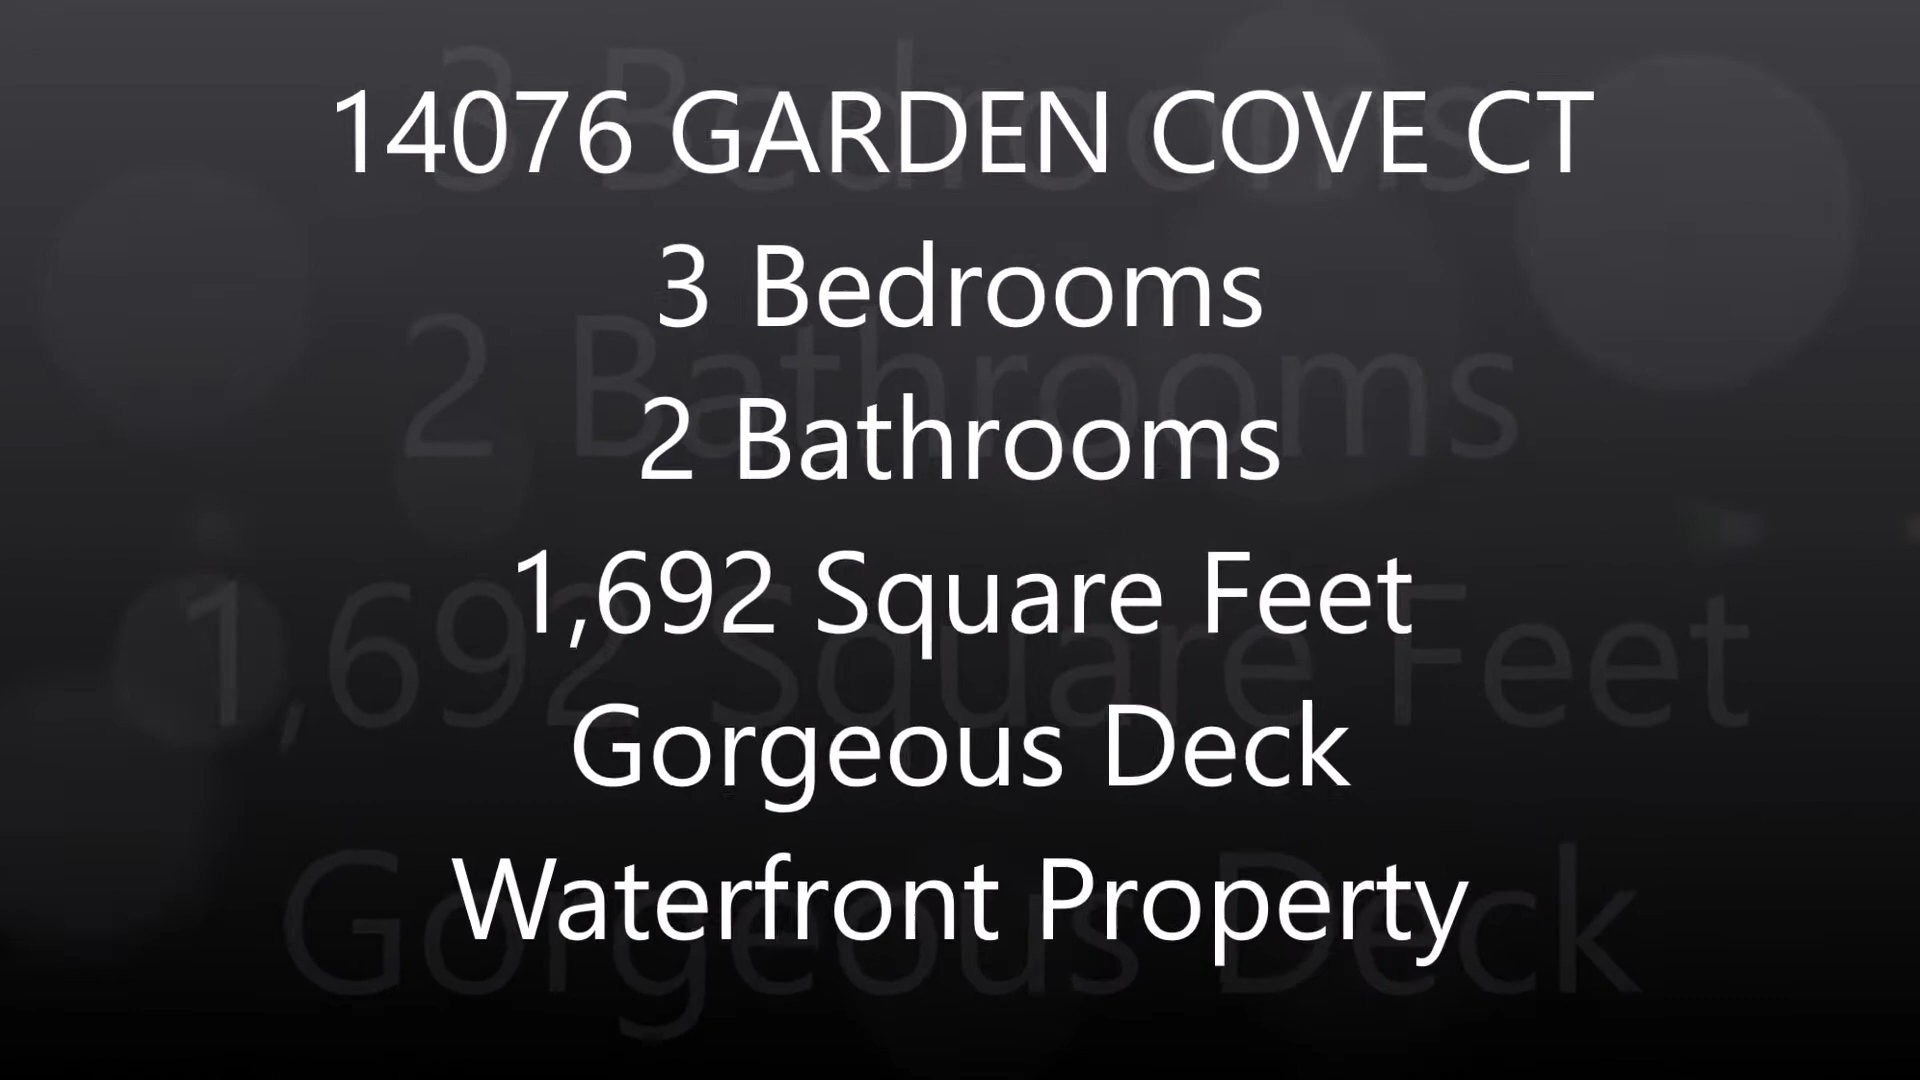 14076 GARDEN COVE CT
3 Bedrooms
2 Bathrooms
1,692 Square Feet
Gorgeous Deck
Waterfront Property